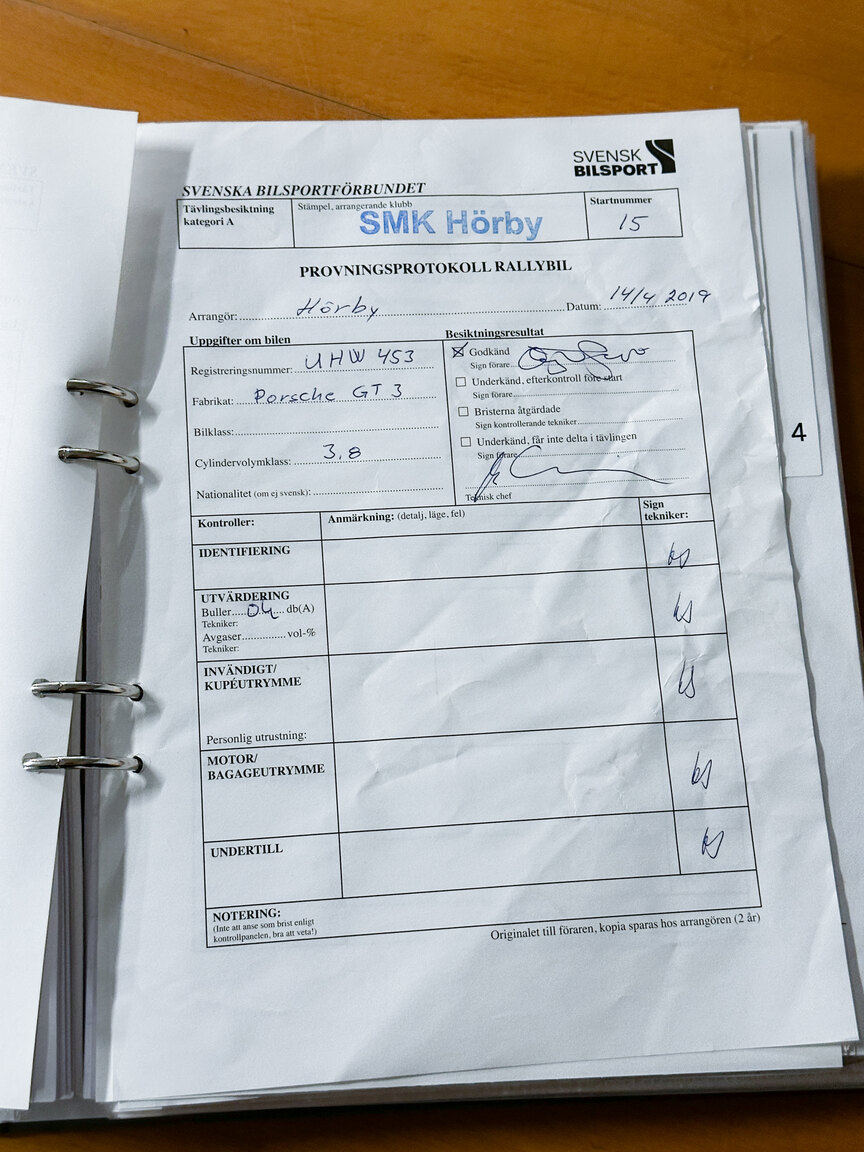 SVENSK
BILSPORT
SVENSKA BILSPORTFÖRBUNDET
Tävlingsbesiktning
kategori A
Stämpel, arrangerande klubb
SMK Hörby
Startnummer
15
PROVNINGSPROTOKOLL RALLYBIL
Arrangör: Hörby Datum: 14/4 2019
Uppgifter om bilen
Registreringsnummer: UHW 453
Fabrikat: Porsche GT 3
Bilklass:
Cylindervolymklass: 3,8
Nationalitet (om ej svensk):
Besiktningsresultat
Godkänd
Sign förare
Underkänd, efterkontroll före start
Sign förare
Bristerna åtgärdade
Sign kontrollerande tekniker
Underkänd, får inte delta i tävlingen
Sign förare
Teknisk chef
4
Kontroller:
Anmärkning: (detalj, läge, fel)
Sign
tekniker:
IDENTIFIERING
UTVÄRDERING
Buller db(A)
Tekniker:
Avgaser vol-%
Tekniker:
INVÄNDIGT/
KUPÉUTRYMME
Personlig utrustning:
MOTOR/
BAGAGEUTRYMME
UNDERTILL
NOTERING:
(Inte att anse som brist enligt
kontrollpanelen, bra att veta!)
Originalet till föraren, kopia sparas hos arrangören (2 år)